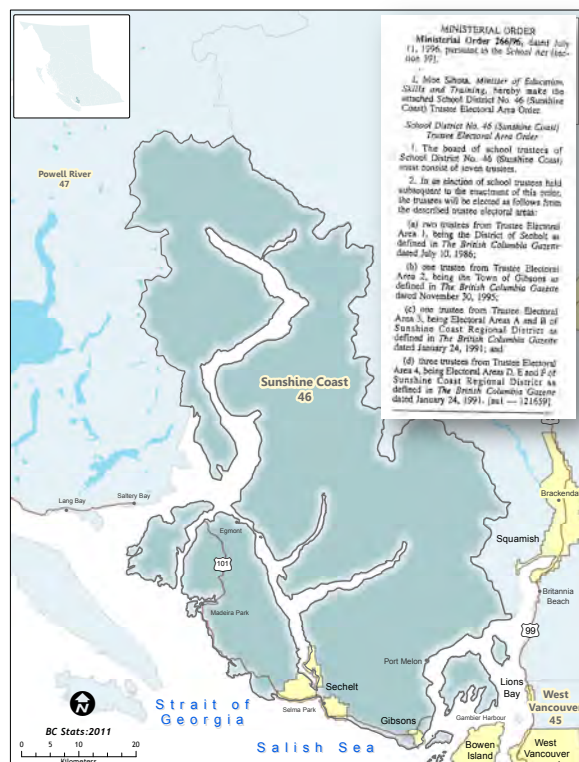 MINISTERIAL ORDER
Ministerial Order 266/96, dated July
11, 1996, pursuant to the School Act (sec-
tion 39).
I, Moe Sihota, Minister of Education,
Skills and Training, hereby make the
attached School District No. 46 (Sunshine
Coast) Trustee Electoral Area Order.
School District No. 46 (Sunshine Coast)
Trustee Electoral Area Order
1. The board of school trustees of
School District No. 46 (Sunshine Coast)
must consist of seven trustees.
2. In an election of school trustees held
subsequent to the enactment of this order,
the trustees will be elected as follows from
the described trustee electoral areas:
(a) two trustees from Trustee Electoral
Area 1, being the District of Sechelt as
defined in The British Columbia Gazette
dated July 10, 1986;
(b) one trustee from Trustee Electoral
Area 2, being the Town of Gibsons as
defined in The British Columbia Gazette
dated November 30, 1995;
(c) one trustee from Trustee Electoral
Area 3, being Electoral Areas A and B of
Sunshine Coast Regional District as
defined in The British Columbia Gazette
dated January 24, 1991; and
(d) three trustees from Trustee Electoral
Area 4, being Electoral Areas D, E and F of
Sunshine Coast Regional District as
defined in The British Columbia Gazette
dated January 24, 1991. [au1 — 121659]
Powell River
47
Sunshine Coast
46
Lang Bay
Saltery Bay
Egmont
101
Madeira Park
Brackenda
Squamish
Britannia
Beach
99
Port Mellon
Lions
Bay
Sechelt
Selma Park
Gibsons
Gambier Harbour
West
Vancouver
45
Bowen
Island
West
Vancouver
Strait of
Georgia
Salish Sea
N
BC Stats:2011
0 5 10 20
Kilometers